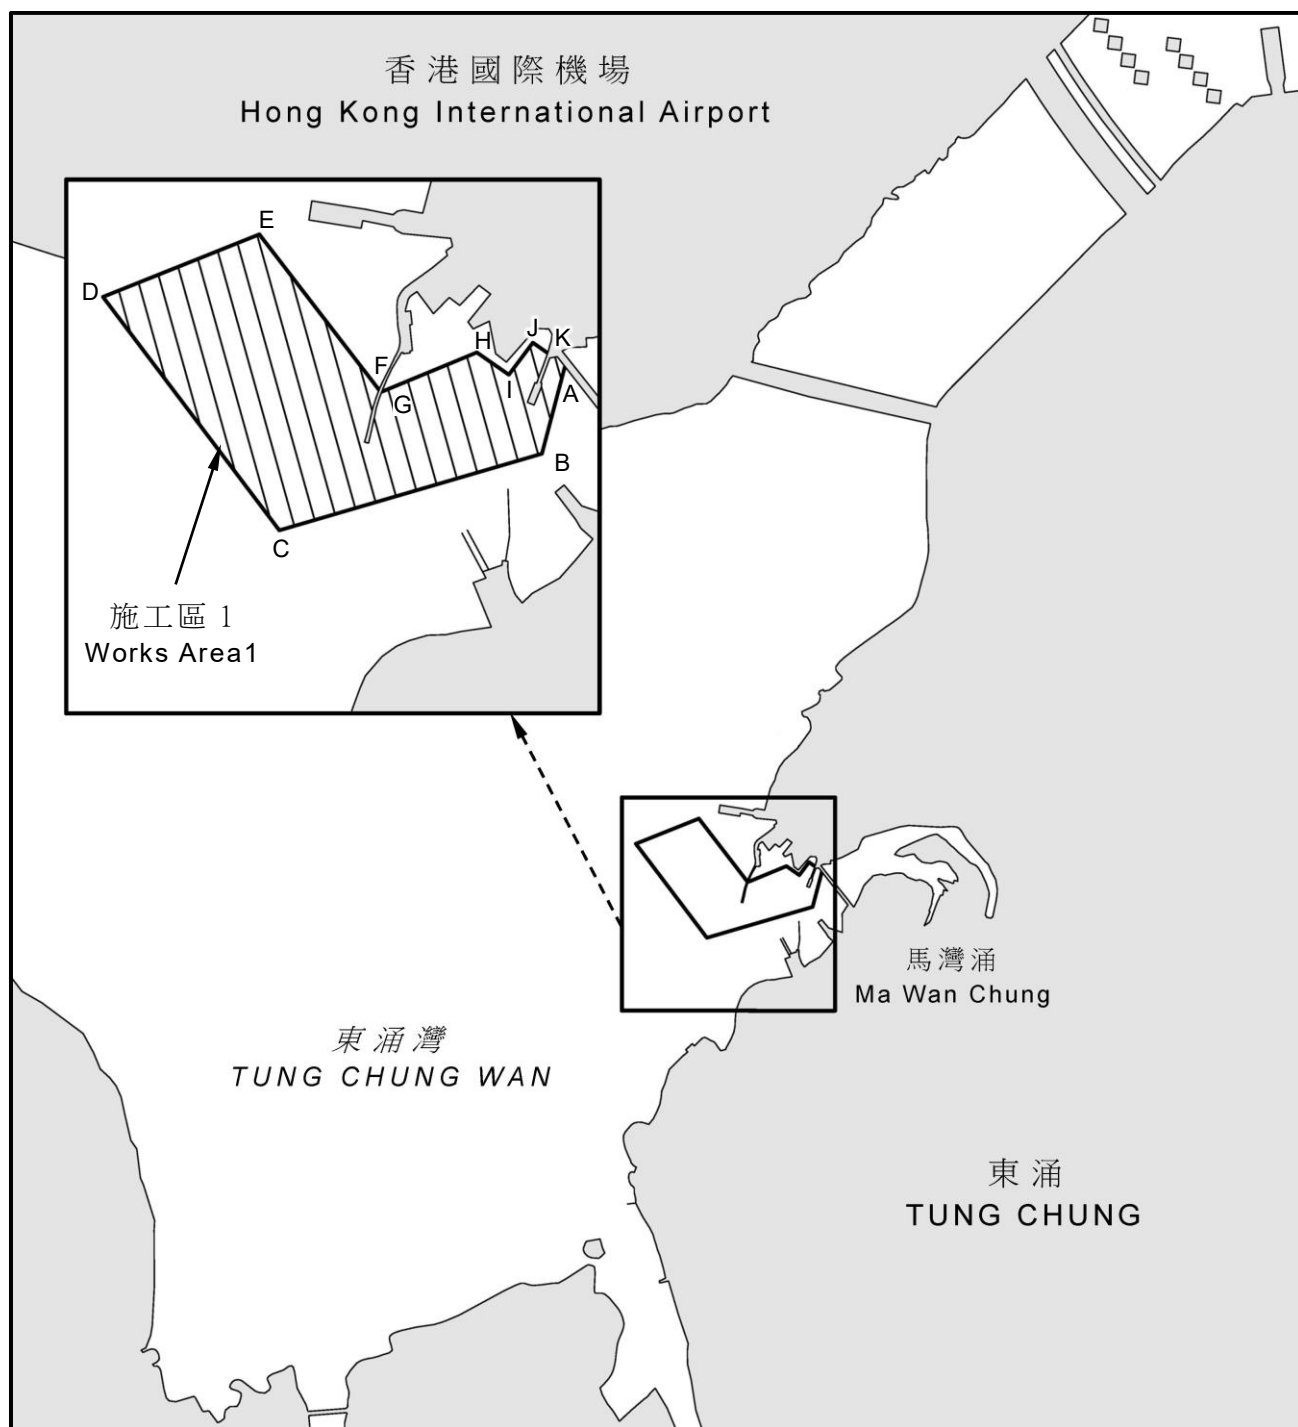 香港國際機場
Hong Kong International Airport
E
D
J
K
H
F
I
A
G
B
C
施工區 1
Works Area1
馬灣涌
Ma Wan Chung
東涌灣
TUNG CHUNG WAN
東涌
TUNG CHUNG